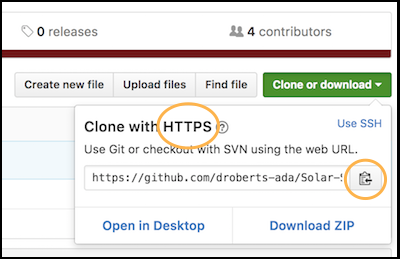 0 releases
4 contributors
Create new file
Upload files
Find file
Clone or download
Clone with HTTPS ?
Use SSH
Use Git or checkout with SVN using the web URL.
https://github.com/droberts-ada/Solar-S
Open in Desktop
Download ZIP